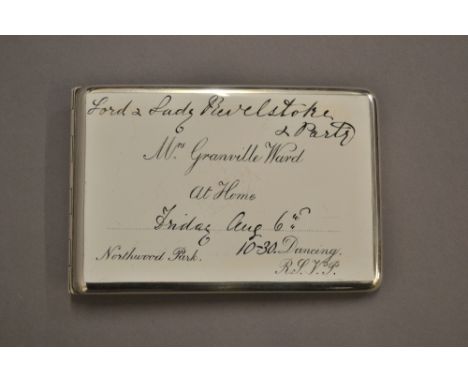 Lord & Lady Revelstoke
& Party
Mrs Granville Ward
At Home
Friday Aug 6th
Northwood Park. 10-30. Dancing.
R.S.V.P.